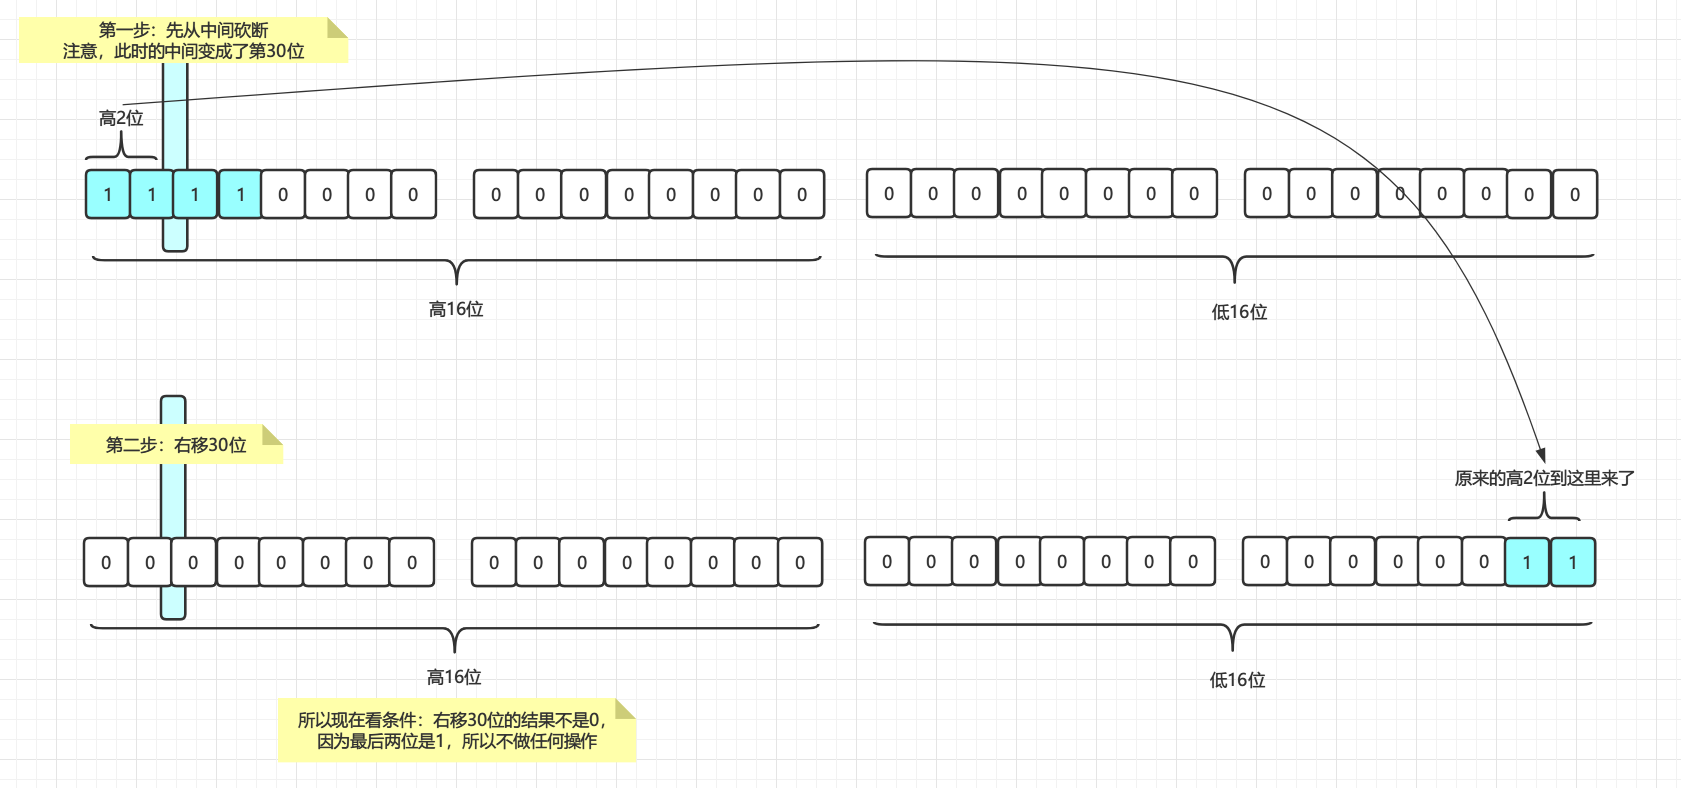 第一步：先从中间砍断
注意，此时的中间变成了第30位
高2位
1 1 1 1 0 0 0 0 0 0 0 0 0 0 0 0 0 0 0 0 0 0 0 0 0 0 0 0 0 0 0 0
高16位
低16位
第二步：右移30位
原来的高2位到这里来了
0 0 0 0 0 0 0 0 0 0 0 0 0 0 0 0 0 0 0 0 0 0 0 0 0 0 0 0 0 0 1 1
高16位
低16位
所以现在看条件：右移30位的结果不是0，
因为最后两位是1，所以不做任何操作